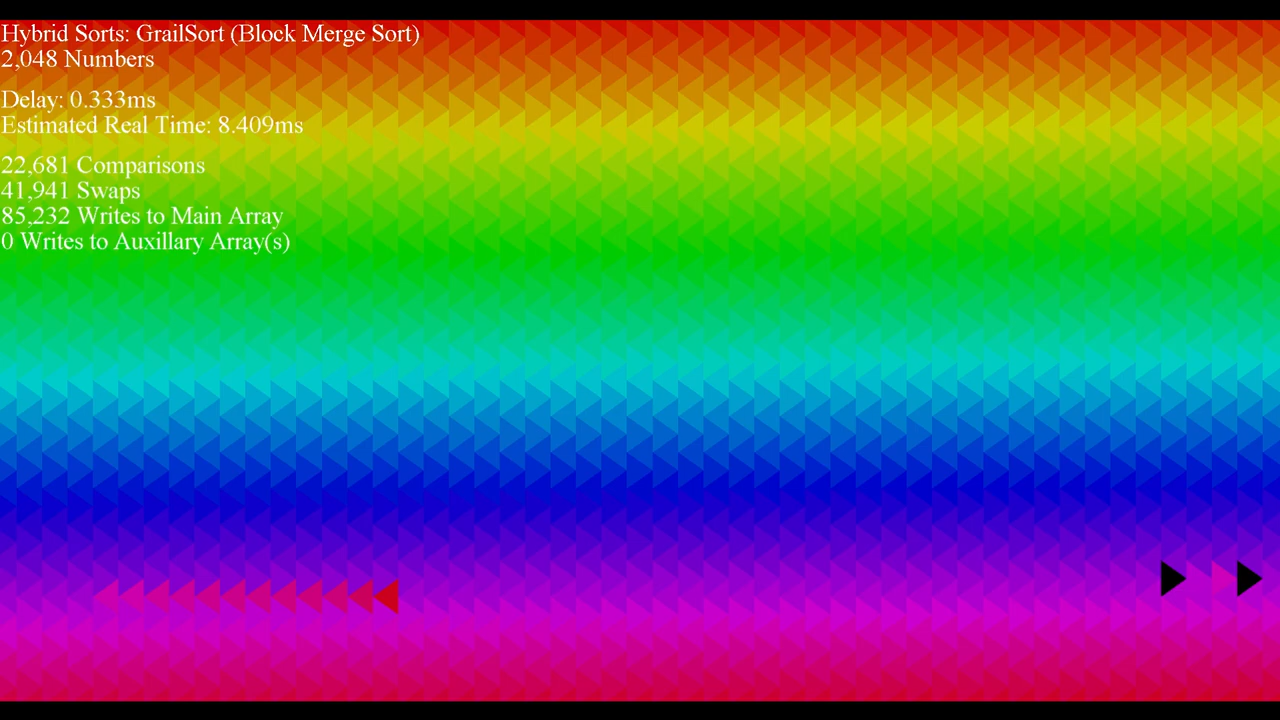 Hybrid Sorts: GrailSort (Block Merge Sort)
2,048 Numbers
Delay: 0.333ms
Estimated Real Time: 8.409ms
22,681 Comparisons
41,941 Swaps
85,232 Writes to Main Array
0 Writes to Auxillary Array(s)